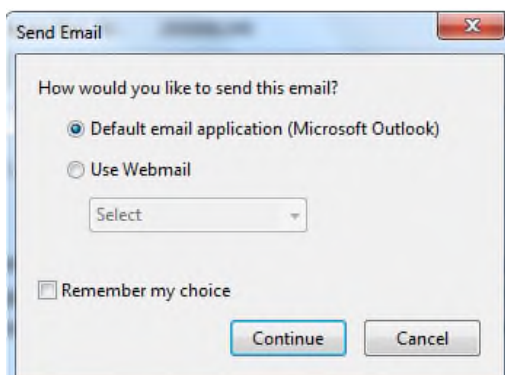 Send Email
How would you like to send this email?
Default email application (Microsoft Outlook)
Use Webmail
Select
Remember my choice
Continue Cancel